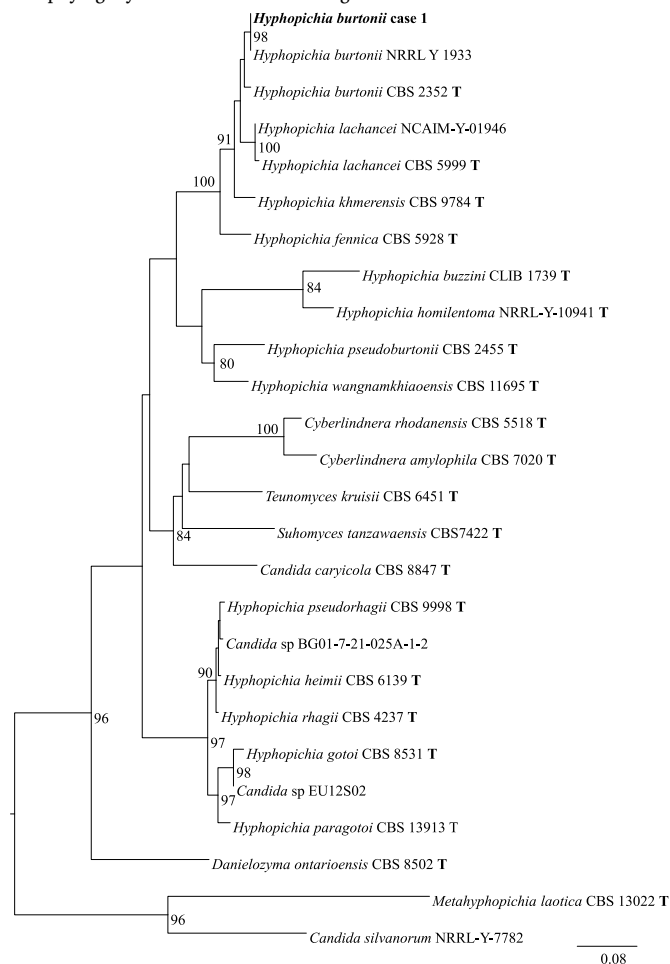 Hyphopichia burtonii case 1
98
Hyphopichia burtonii NRRL Y 1933
Hyphopichia burtonii CBS 2352 T
Hyphopichia lachancei NCAIM-Y-01946
91
100
Hyphopichia lachancei CBS 5999 T
100
Hyphopichia khmerensis CBS 9784 T
Hyphopichia fennica CBS 5928 T
Hyphopichia buzzini CLIB 1739 T
84
Hyphopichia homilentoma NRRL-Y-10941 T
Hyphopichia pseudoburtonii CBS 2455 T
80
Hyphopichia wangnamkhiaoensis CBS 11695 T
Cyberlindnera rhodanensis CBS 5518 T
100
Cyberlindnera amylophila CBS 7020 T
Teunomyces kruisii CBS 6451 T
Suhomyces tanzawaensis CBS7422 T
84
Candida caryicola CBS 8847 T
Hyphopichia pseudorhagii CBS 9998 T
Candida sp BG01-7-21-025A-1-2
90
Hyphopichia heimii CBS 6139 T
Hyphopichia rhagii CBS 4237 T
96
97
Hyphopichia gotoi CBS 8531 T
98
Candida sp EU12S02
97
Hyphopichia paragotoi CBS 13913 T
Danielozyma ontarioensis CBS 8502 T
Metahyphopichia laotica CBS 13022 T
96
Candida silvanorum NRRL-Y-7782
0.08